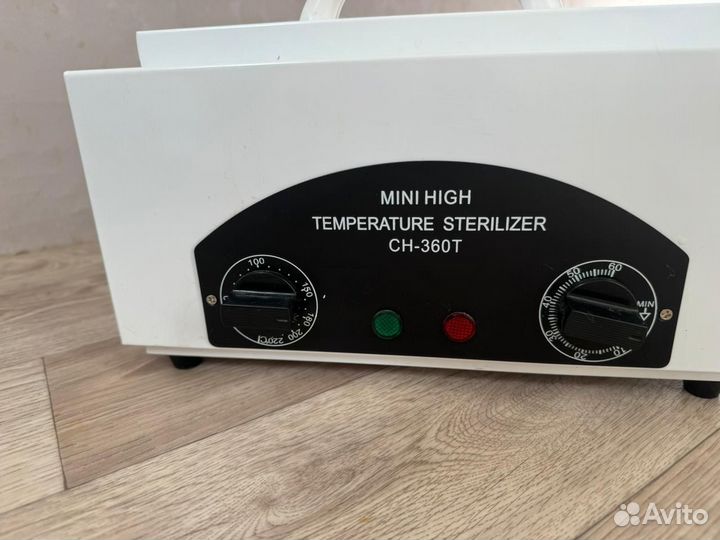 MINI HIGH
TEMPERATURE STERILIZER
CH-360T
100
150
180
200
220°C
60
50
40
30
20
10
MIN
Avito